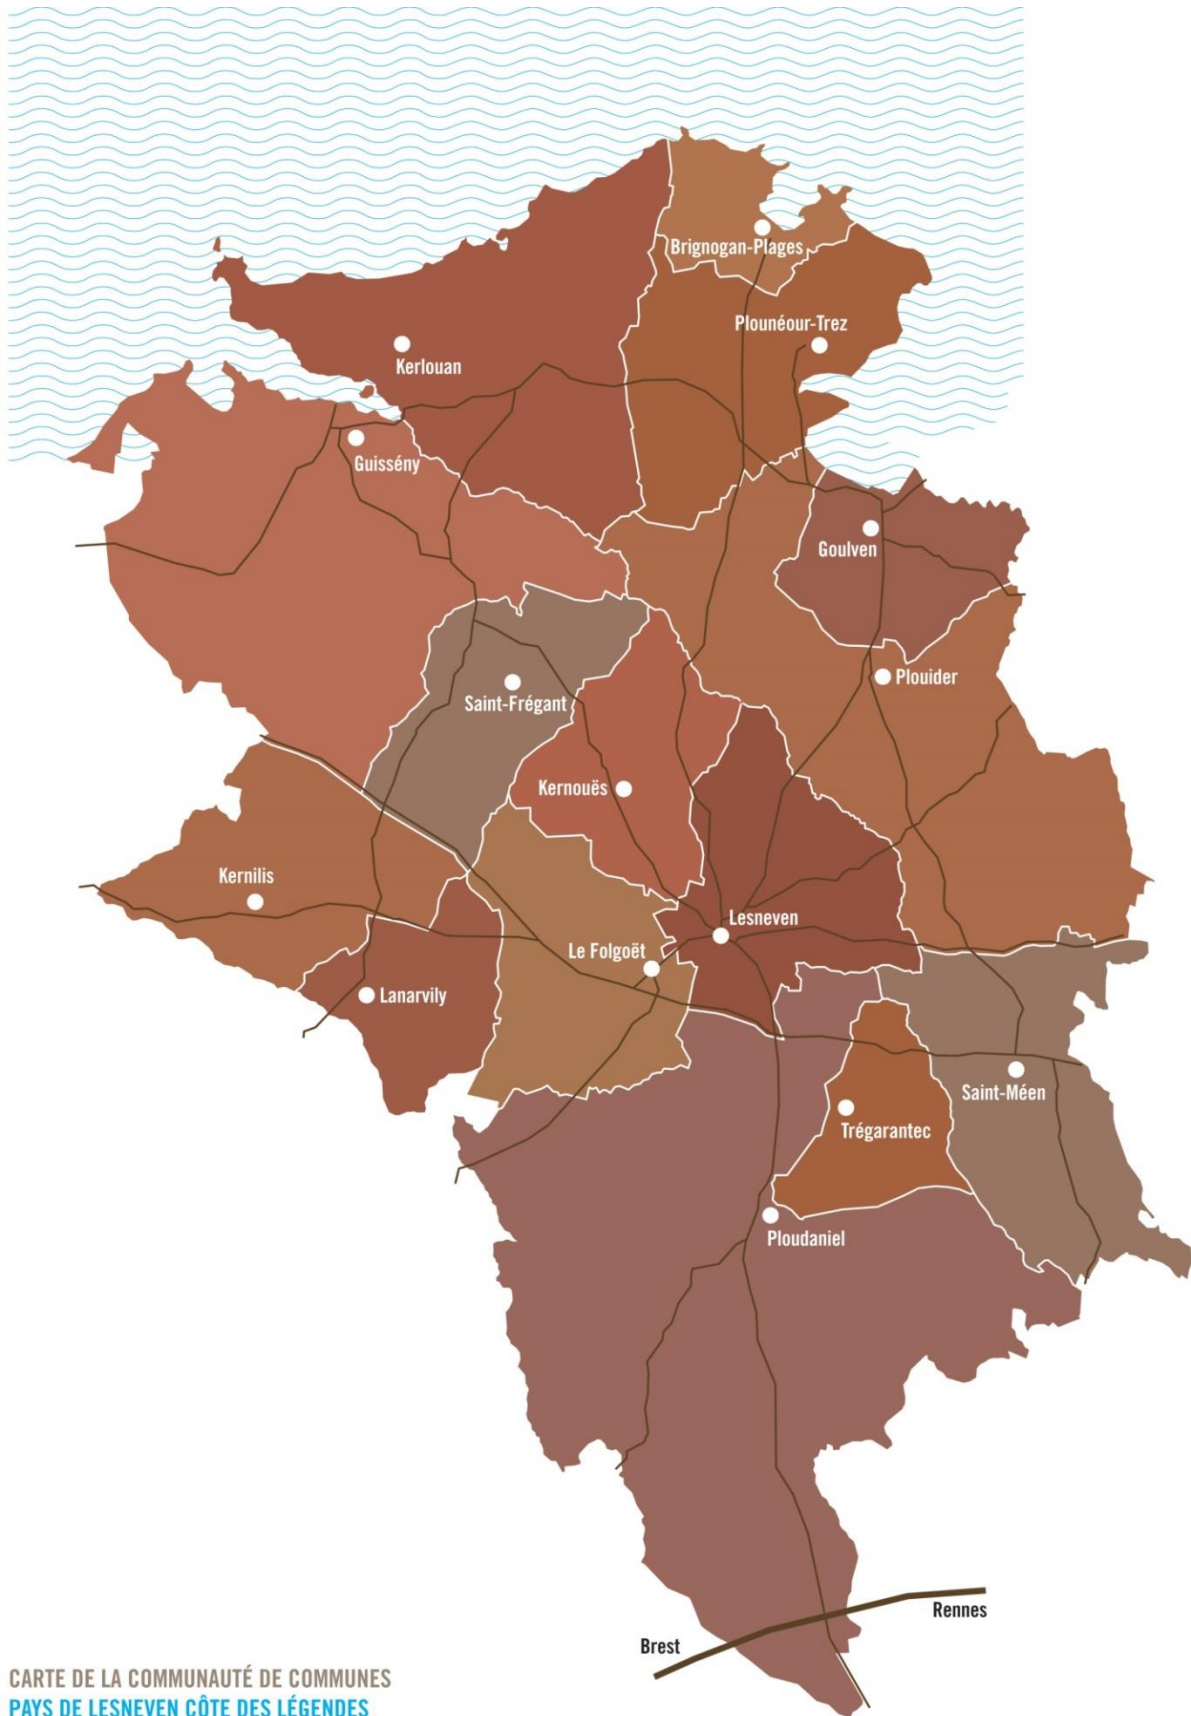 Brignogan-Plages
Plounéour-Trez
Kerlouan
Guissény
Goulven
Plouider
Saint-Frégant
Kernouës
Kernilis
Lesneven
Le Folgoët
Lanarvily
Saint-Méen
Trégarantec
Ploudaniel
Rennes
Brest
CARTE DE LA COMMUNAUTÉ DE COMMUNES
PAYS DE LESNEVEN CÔTE DES LÉGENDES